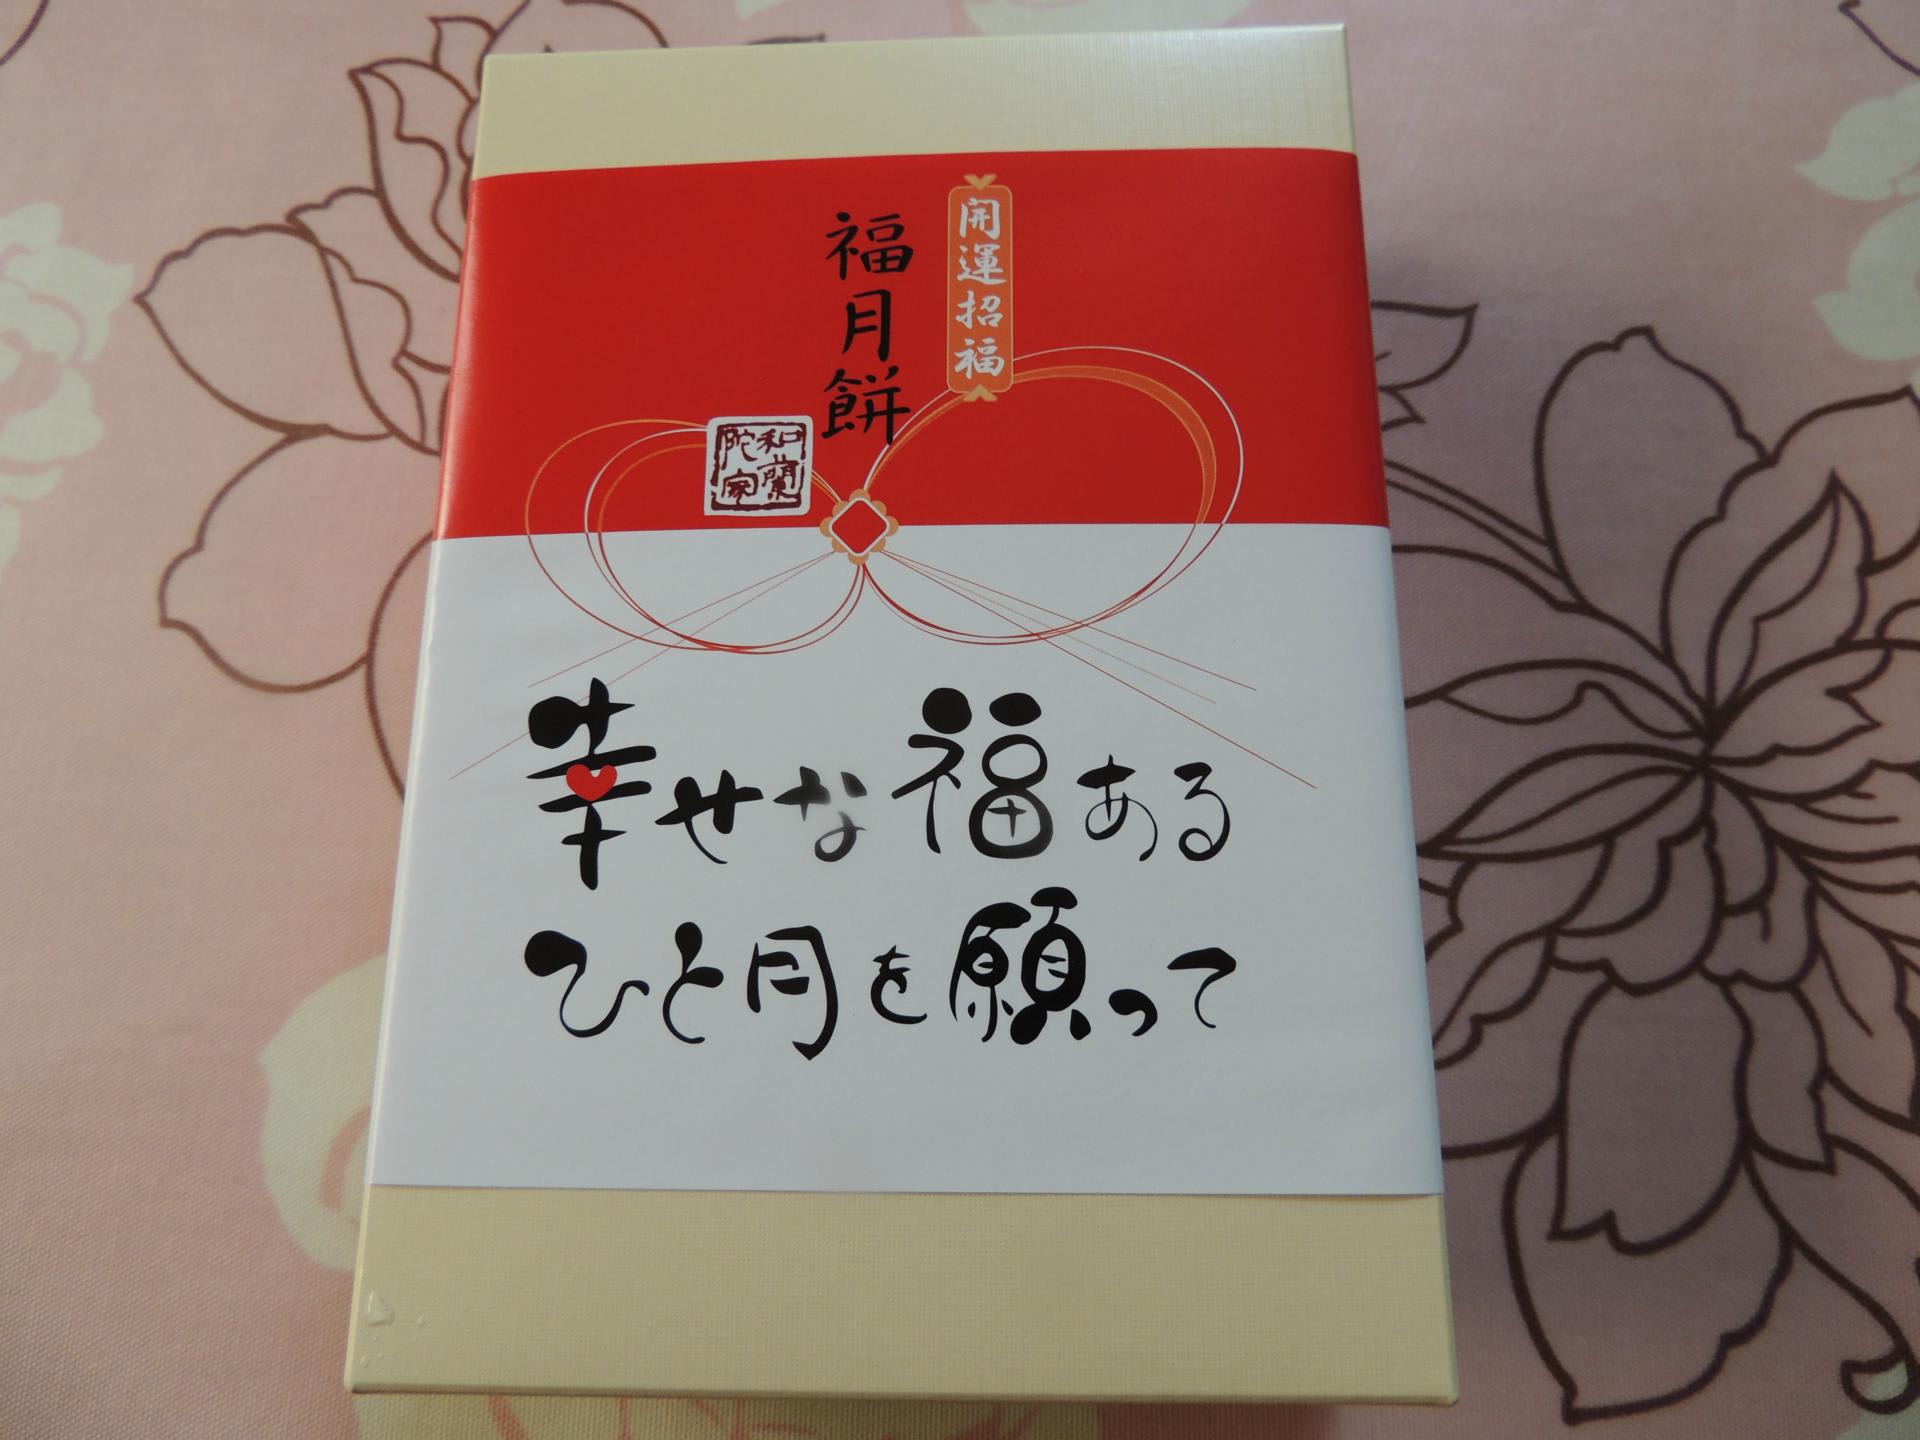 開運招福
福月餅
和蘭陀家
幸せな福ある
ひと月を願って